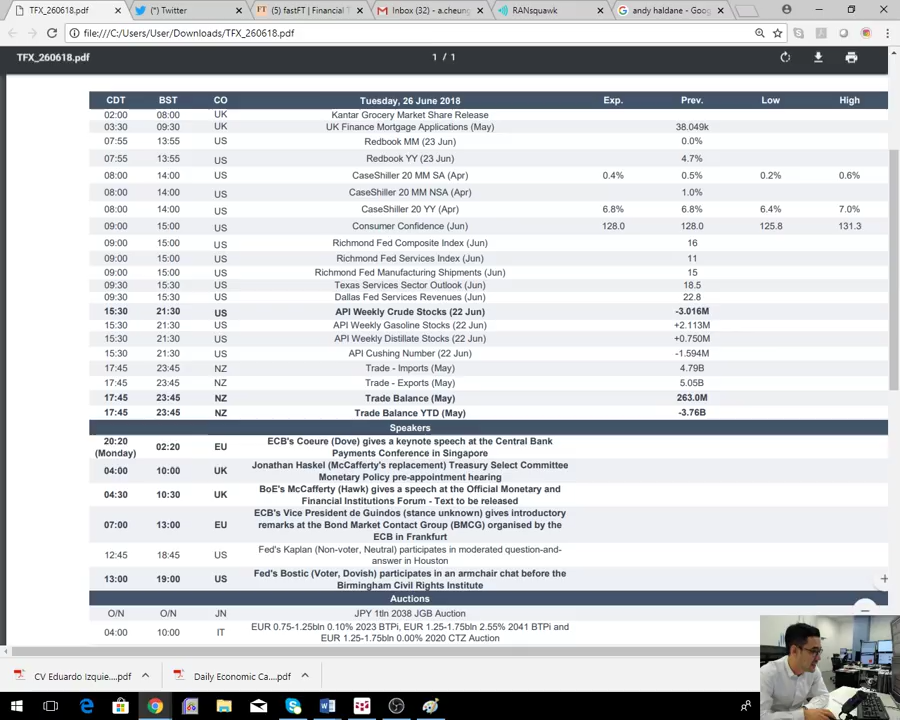 TFX_260618.pdf
(*) Twitter
fastFT | Financial T
Inbox (32) - a.cheung
RANsquawk
andy haldane - Goog
file:///C:/Users/User/Downloads/TFX_260618.pdf
TFX_260618.pdf 1 / 1
CDT BST CO Tuesday, 26 June 2018 Exp. Prev. Low High
02:00 08:00 UK Kantar Grocery Market Share Release
03:30 09:30 UK UK Finance Mortgage Applications (May) 38.049k
07:55 13:55 US Redbook MM (23 Jun) 0.0%
07:55 13:55 US Redbook YY (23 Jun) 4.7%
08:00 14:00 US CaseShiller 20 MM SA (Apr) 0.4% 0.5% 0.2% 0.6%
08:00 14:00 US CaseShiller 20 MM NSA (Apr) 1.0%
08:00 14:00 US CaseShiller 20 YY (Apr) 6.8% 6.8% 6.4% 7.0%
09:00 15:00 US Consumer Confidence (Jun) 128.0 128.0 125.8 131.3
09:00 15:00 US Richmond Fed Composite Index (Jun) 16
09:00 15:00 US Richmond Fed Services Index (Jun) 11
09:00 15:00 US Richmond Fed Manufacturing Shipments (Jun) 15
09:30 15:30 US Texas Services Sector Outlook (Jun) 18.5
09:30 15:30 US Dallas Fed Services Revenues (Jun) 22.8
15:30 21:30 US API Weekly Crude Stocks (22 Jun) -3.016M
15:30 21:30 US API Weekly Gasoline Stocks (22 Jun) +2.113M
15:30 21:30 US API Weekly Distillate Stocks (22 Jun) +0.750M
15:30 21:30 US API Cushing Number (22 Jun) -1.594M
17:45 23:45 NZ Trade - Imports (May) 4.79B
17:45 23:45 NZ Trade - Exports (May) 5.05B
17:45 23:45 NZ Trade Balance (May) 263.0M
17:45 23:45 NZ Trade Balance YTD (May) -3.76B
Speakers
20:20 (Monday) 02:20 EU ECB's Coeure (Dove) gives a keynote speech at the Central Bank
Payments Conference in Singapore
04:00 10:00 UK Jonathan Haskel (McCafferty's replacement) Treasury Select Committee
Monetary Policy pre-appointment hearing
04:30 10:30 UK BoE's McCafferty (Hawk) gives a speech at the Official Monetary and
Financial Institutions Forum - Text to be released
07:00 13:00 EU ECB's Vice President de Guindos (stance unknown) gives introductory
remarks at the Bond Market Contact Group (BMCG) organised by the
ECB in Frankfurt
12:45 18:45 US Fed's Kaplan (Non-voter, Neutral) participates in moderated question-and-
answer in Houston
13:00 19:00 US Fed's Bostic (Voter, Dovish) participates in an armchair chat before the
Birmingham Civil Rights Institute
Auctions
O/N O/N JN JPY 1tln 2038 JGB Auction
04:00 10:00 IT EUR 0.75-1.25bln 0.10% 2023 BTPi, EUR 1.25-1.75bln 2.55% 2041 BTPi and
EUR 1.25-1.75bln 0.00% 2020 CTZ Auction
CV Eduardo Izquie....pdf
Daily Economic Ca....pdf